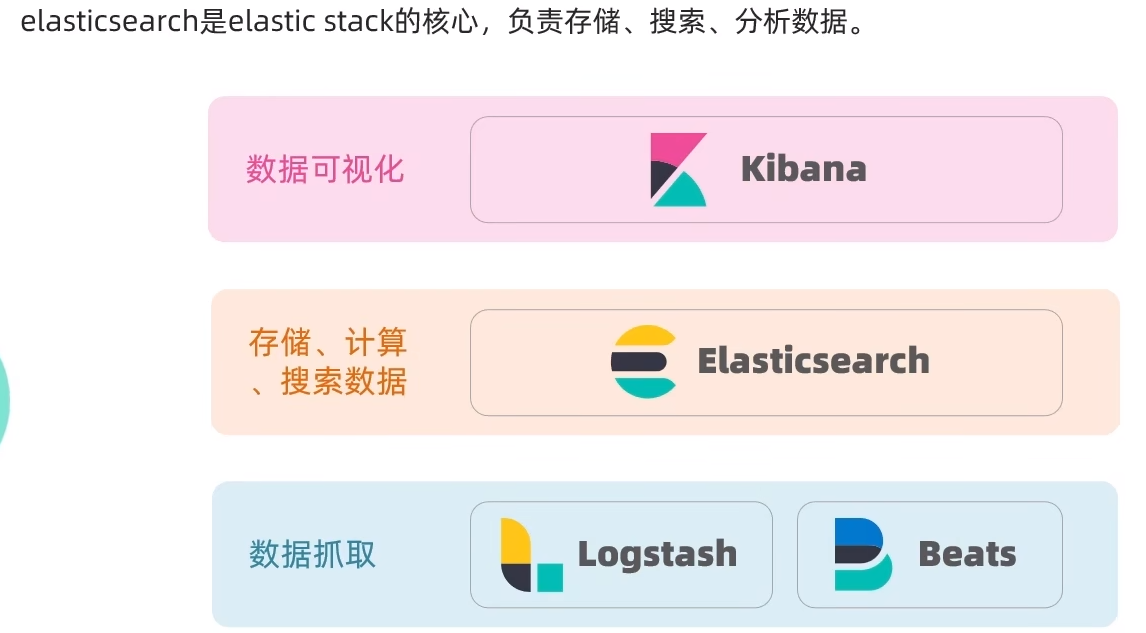 elasticsearch是elastic stack的核心，负责存储、搜索、分析数据。
数据可视化
Kibana
存储、计算
、搜索数据
Elasticsearch
数据抓取
Logstash
Beats